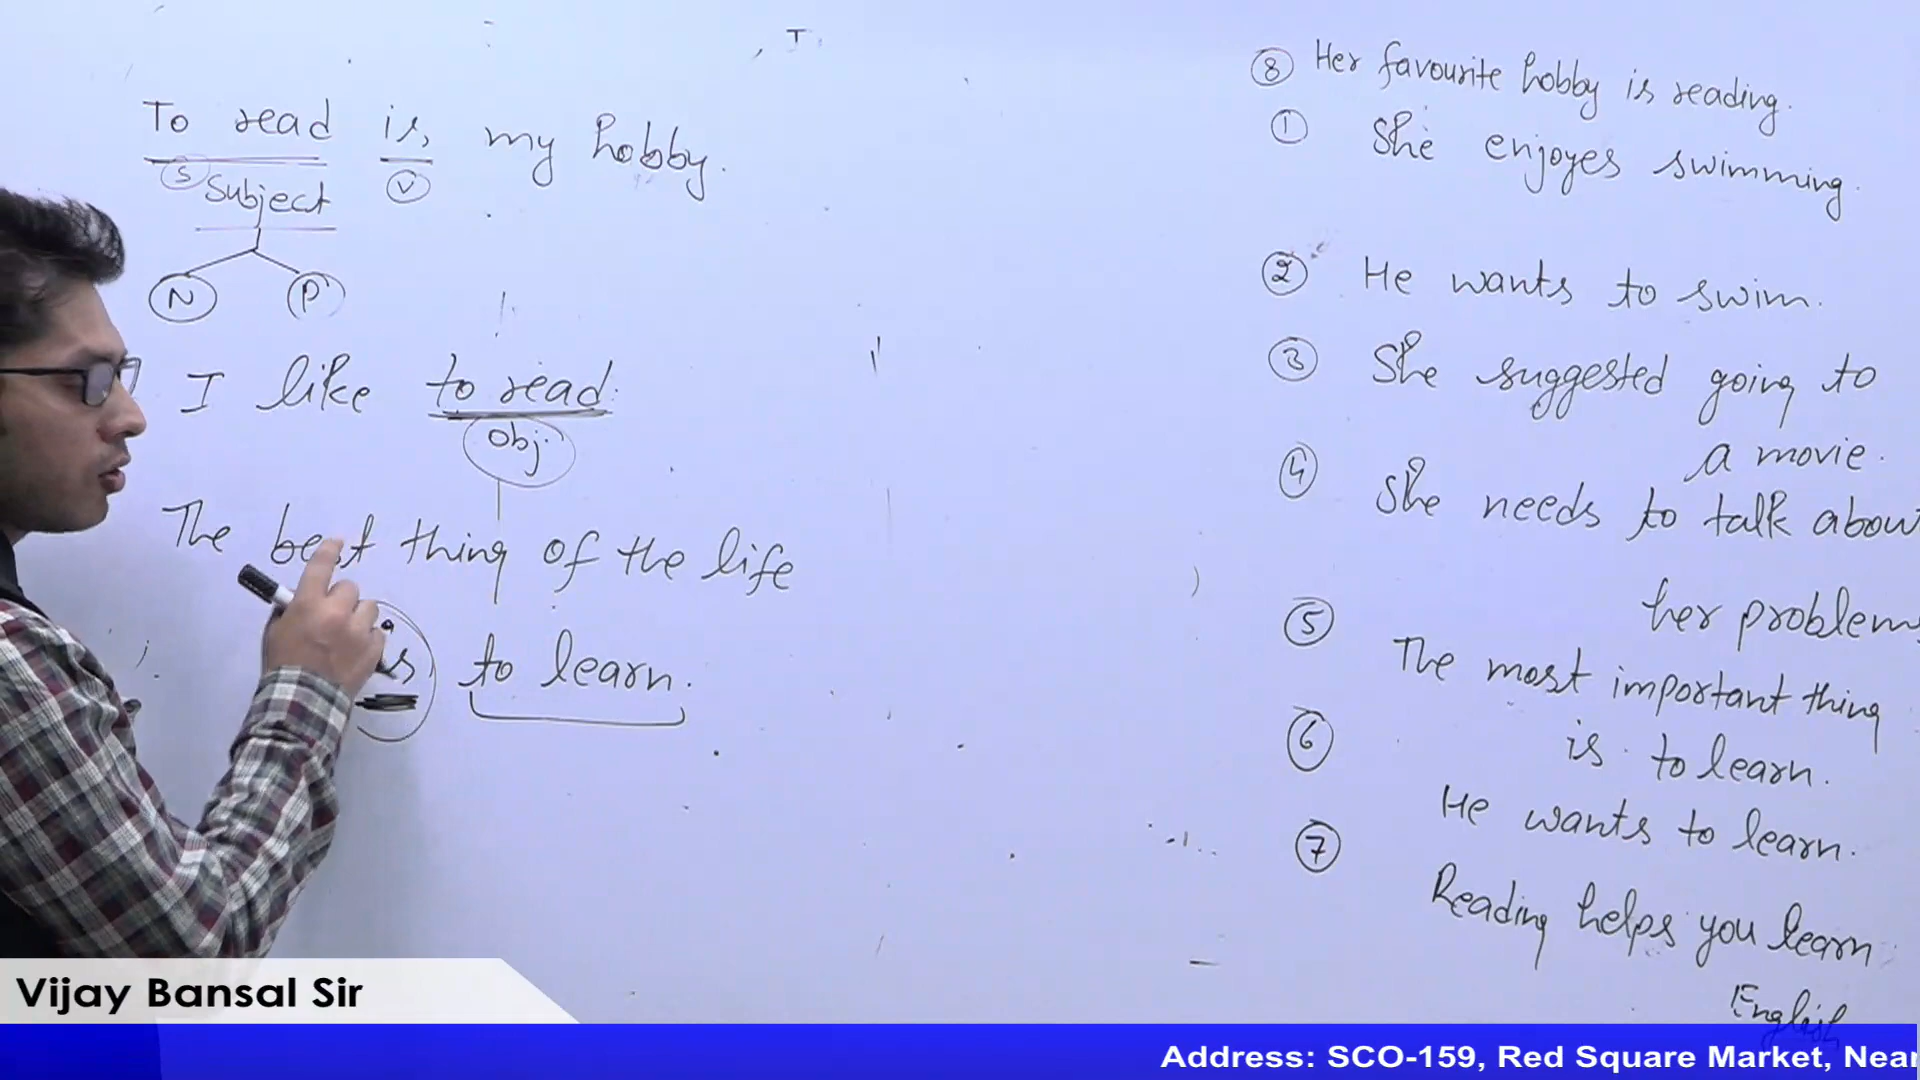 To read is, my hobby.
S Subject V
N P
I like to read.
Obj.
The best thing of the life
is to learn.
8 Her favourite hobby is reading.
1 She enjoyes swimming.
2 He wants to swim.
3 She suggested going to
a movie.
4 She needs to talk about
her problems
5 The most important thing
is to learn.
6 He wants to learn.
7 Reading helps you learn
English
Vijay Bansal Sir
Address: SCO-159, Red Square Market, Near